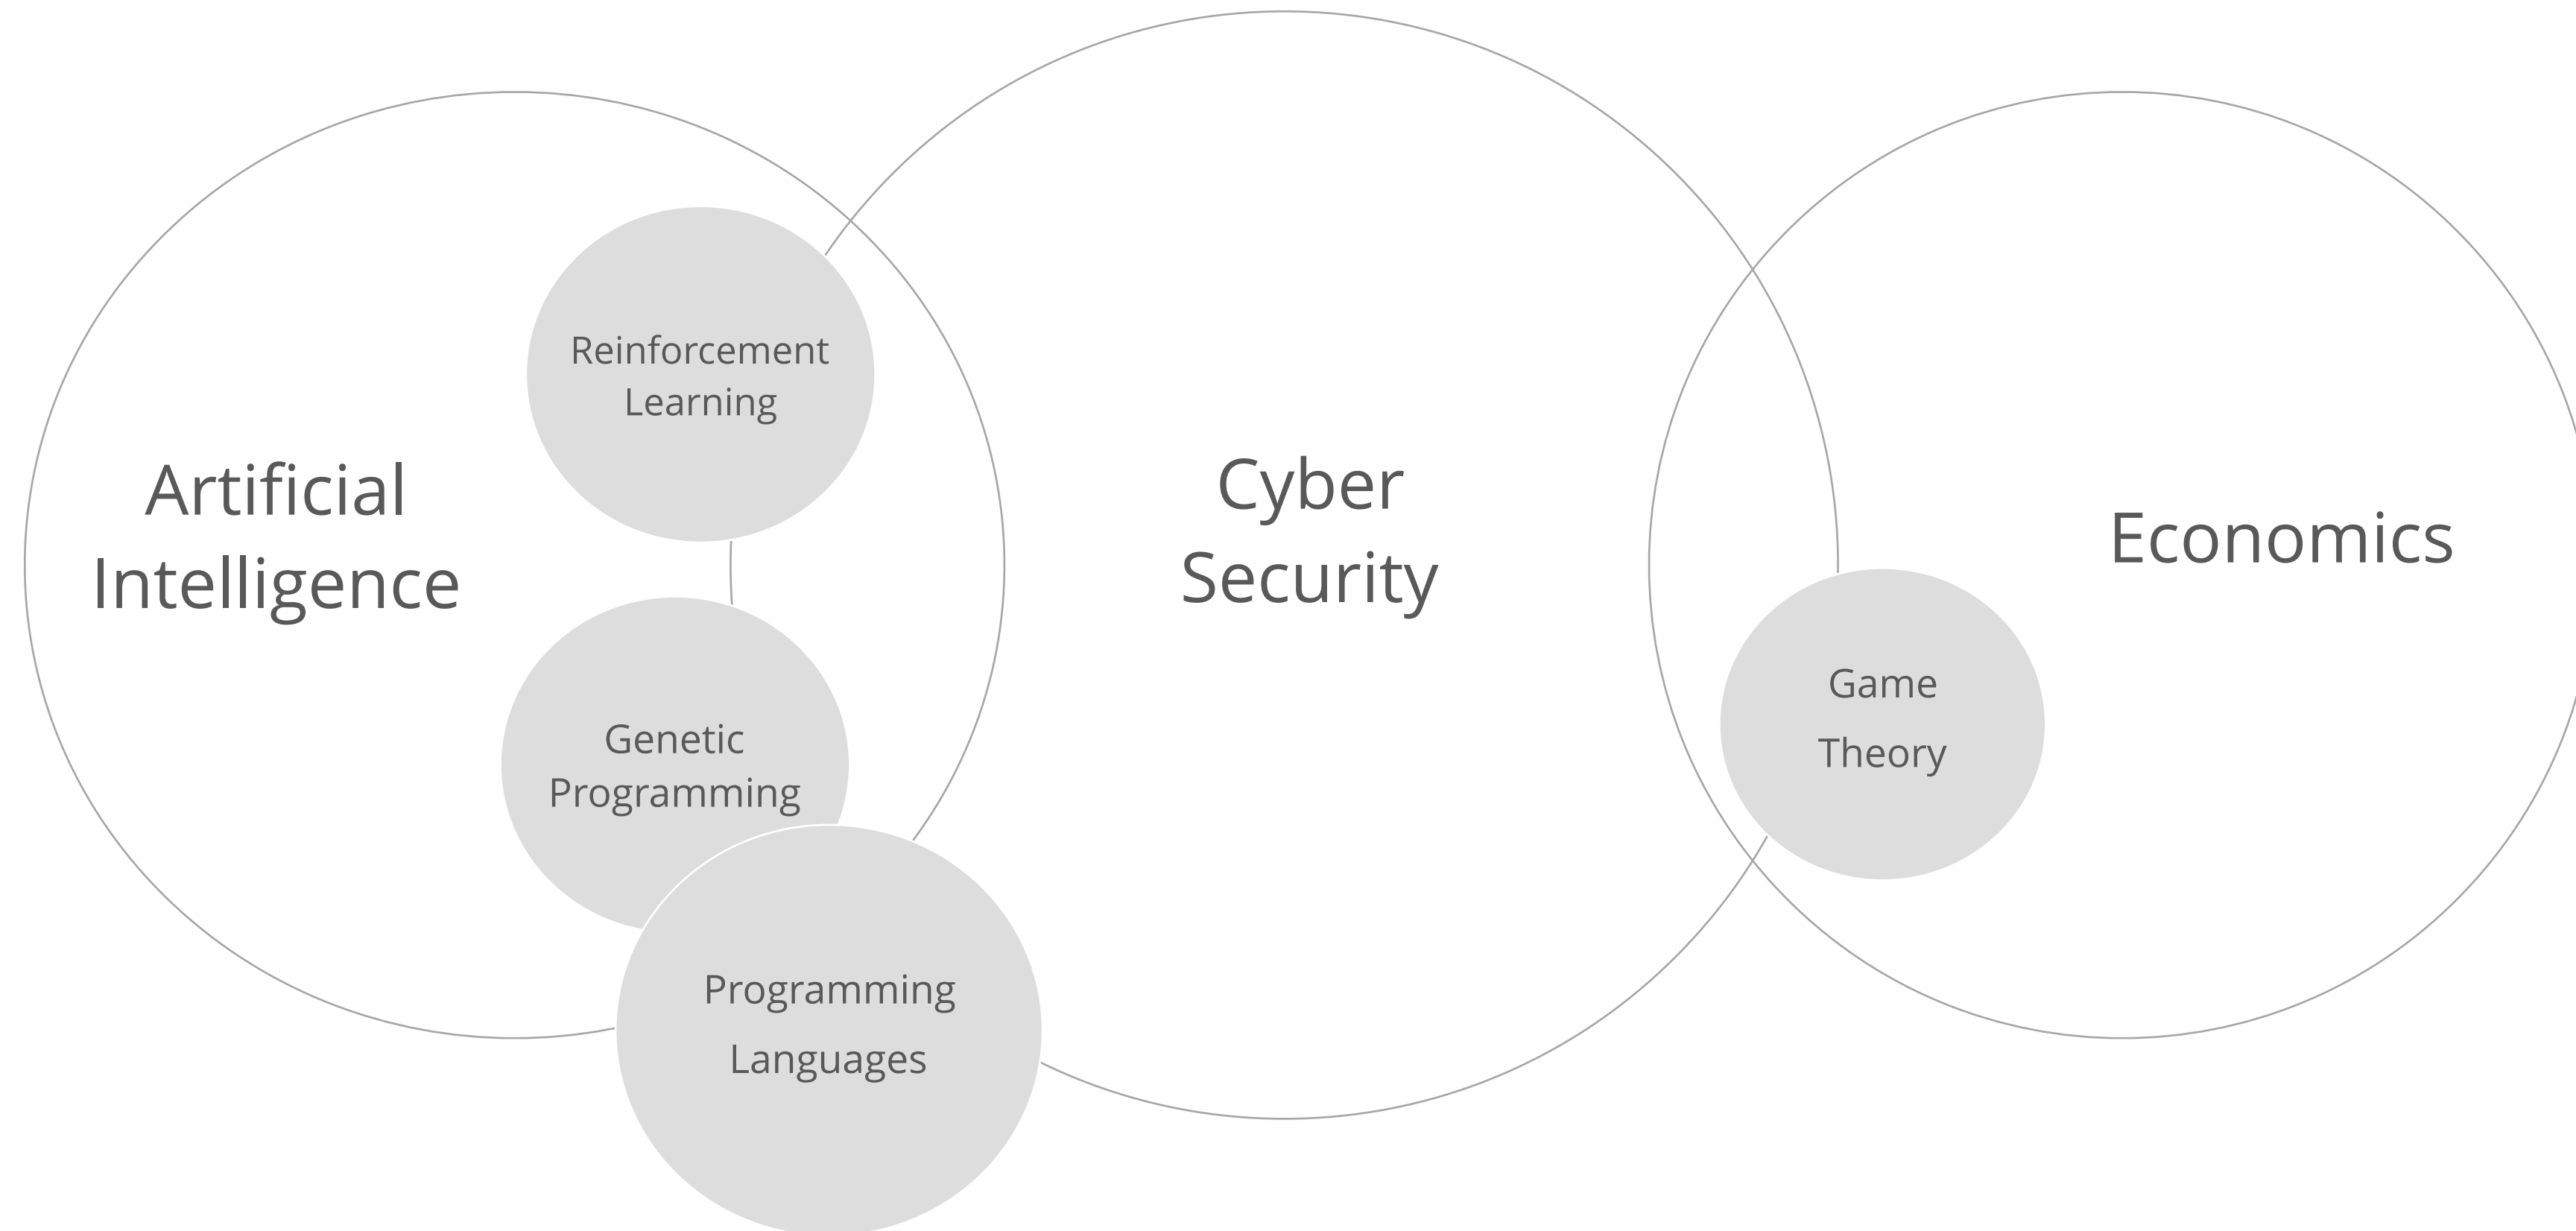 Artificial
Intelligence
Reinforcement
Learning
Genetic
Programming
Programming
Languages
Cyber
Security
Game
Theory
Economics